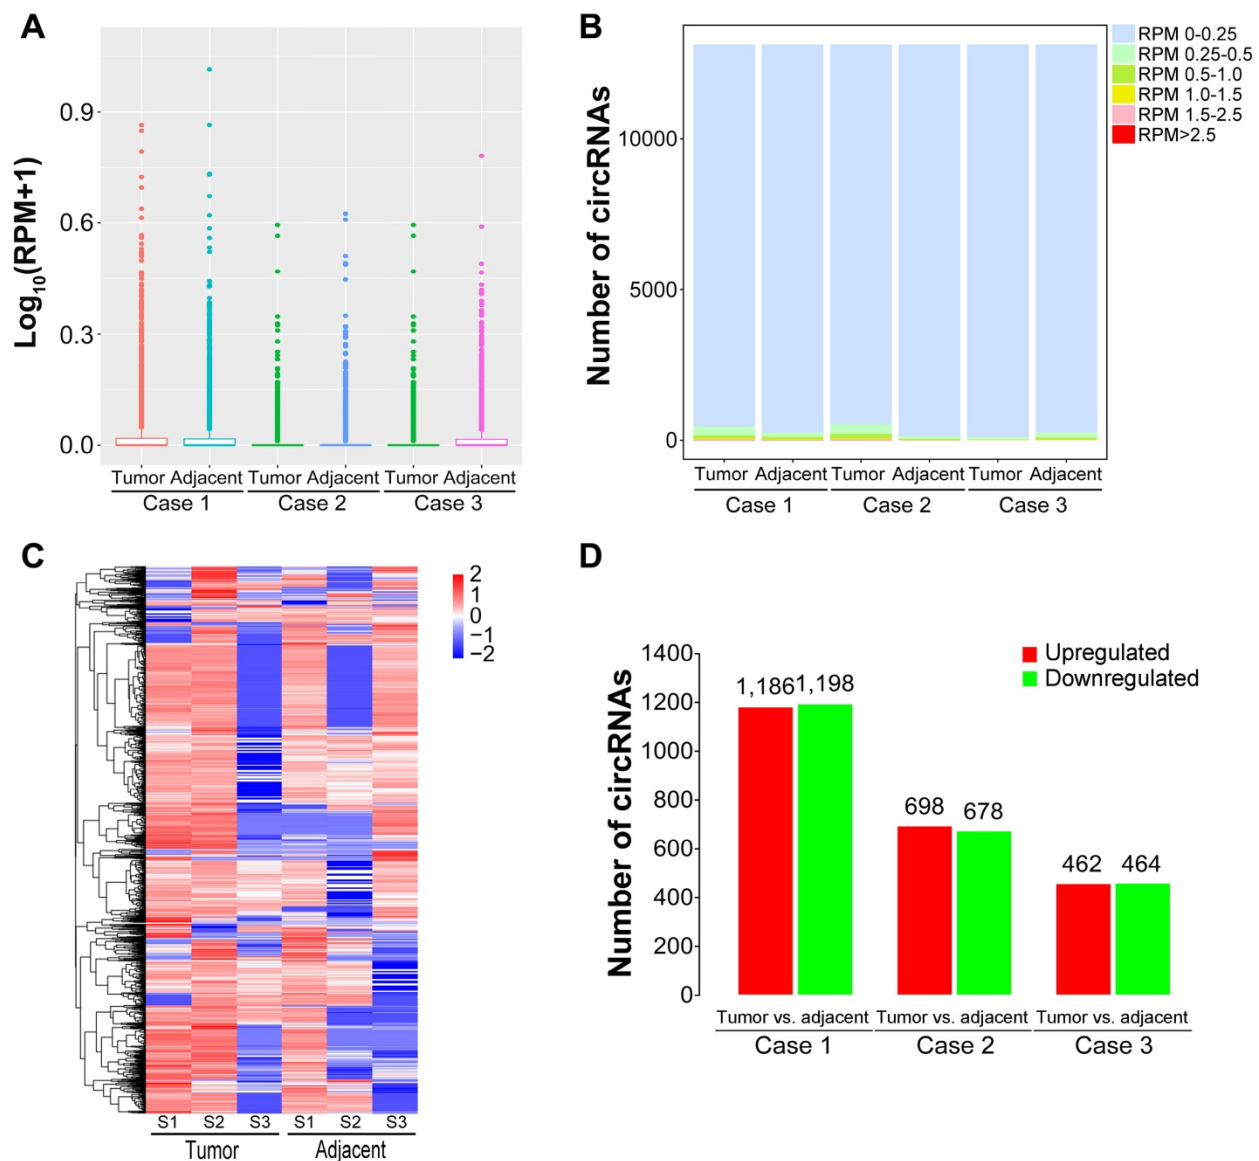 A
Log10(RPM+1)
0.9
0.6
0.3
0.0
Tumor Adjacent Tumor Adjacent Tumor Adjacent
Case 1 Case 2 Case 3
B
Number of circRNAs
10000
5000
0
RPM 0-0.25
RPM 0.25-0.5
RPM 0.5-1.0
RPM 1.0-1.5
RPM 1.5-2.5
RPM>2.5
Tumor Adjacent Tumor Adjacent Tumor Adjacent
Case 1 Case 2 Case 3
C
2
1
0
−1
−2
S1 S2 S3 S1 S2 S3
Tumor Adjacent
D
Number of circRNAs
1400
1200
1000
800
600
400
200
0
Upregulated
Downregulated
1,186 1,198
698 678
462 464
Tumor vs. adjacent Tumor vs. adjacent Tumor vs. adjacent
Case 1 Case 2 Case 3